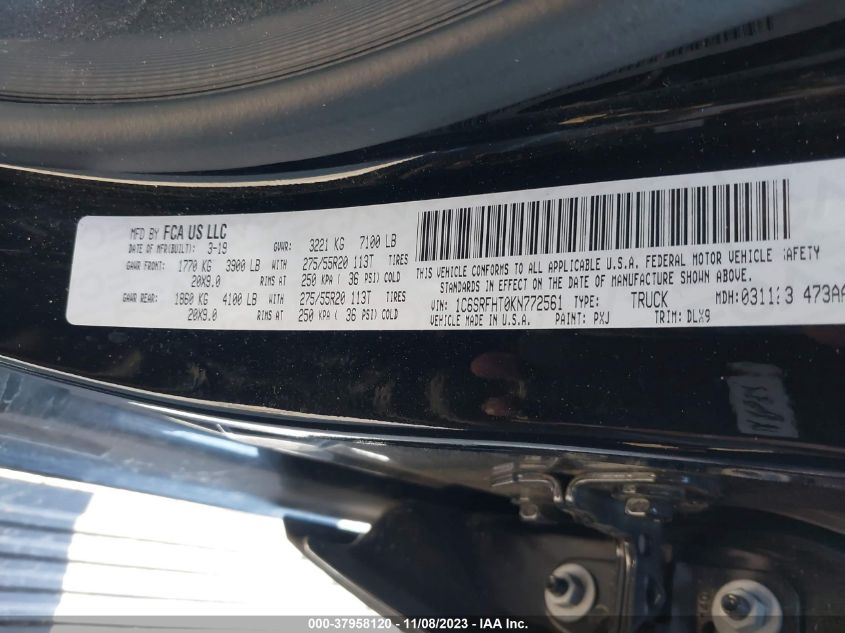 MFD BY FCA US LLC
DATE OF MFR(BUILT): 3-19 GVWR: 3221 KG 7100 LB
GAWR FRONT: 1770 KG 3900 LB WITH 275/55R20 113T TIRES
20X9.0 RIMS AT 250 KPA ( 36 PSI) COLD
GAWR REAR: 1860 KG 4100 LB WITH 275/55R20 113T TIRES
20X9.0 RIMS AT 250 KPA ( 36 PSI) COLD
THIS VEHICLE CONFORMS TO ALL APPLICABLE U.S.A. FEDERAL MOTOR VEHICLE SAFETY
STANDARDS IN EFFECT ON THE DATE OF MANUFACTURE SHOWN ABOVE.
VIN: 1C6SRFHT0KN772561 TYPE: TRUCK MDH: 473AA
VEHICLE MADE IN U.S.A. PAINT: PXJ TRIM: DLX9
000-37958120 - 11/08/2023 - IAA Inc.